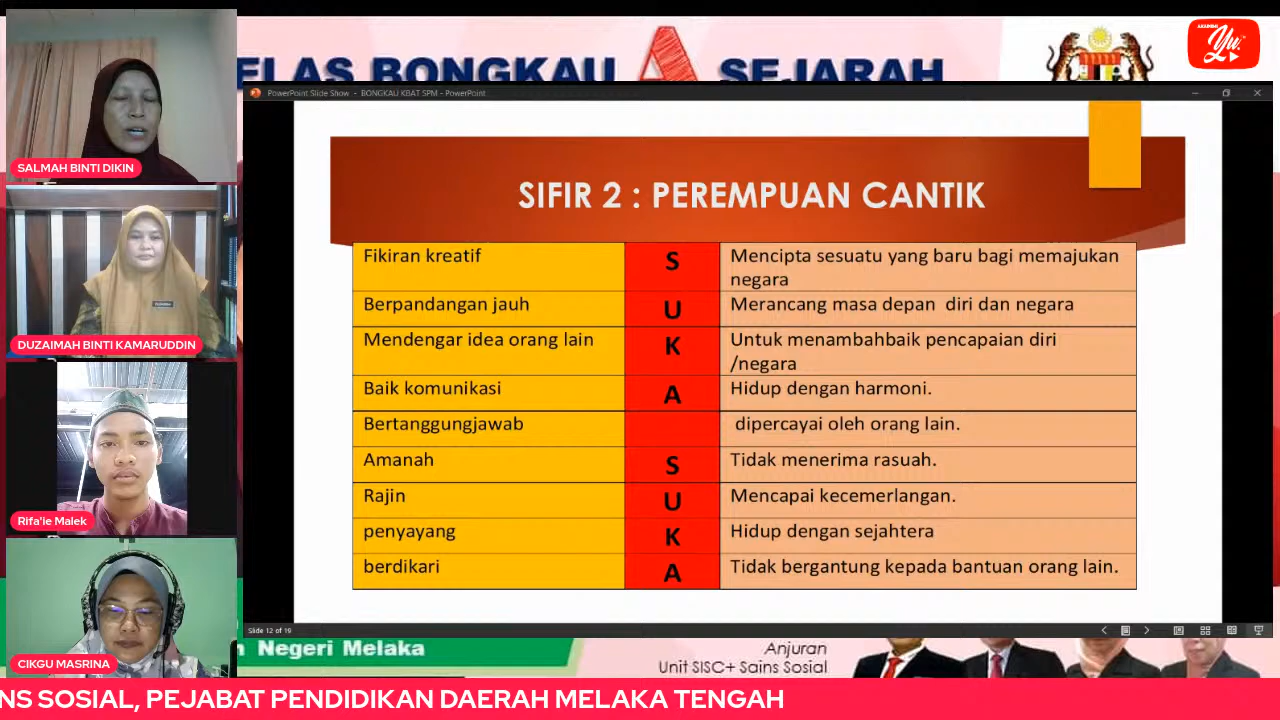 ELAS BONGKAU A SEJARAH
AKADEMI
YU
PowerPoint Slide Show - BONGKAU KBAT SPM - PowerPoint
SALMAH BINTI DIKIN
DUZAIMAH BINTI KAMARUDDIN
Rifa'ie Malek
CIKGU MASRINA
SIFIR 2 : PEREMPUAN CANTIK
Fikiran kreatif S Mencipta sesuatu yang baru bagi memajukan
negara
Berpandangan jauh U Merancang masa depan diri dan negara
Mendengar idea orang lain K Untuk menambahbaik pencapaian diri
/negara
Baik komunikasi A Hidup dengan harmoni.
Bertanggungjawab dipercayai oleh orang lain.
Amanah S Tidak menerima rasuah.
Rajin U Mencapai kecemerlangan.
penyayang K Hidup dengan sejahtera
berdikari A Tidak bergantung kepada bantuan orang lain.
Slide 12 of 19
n Negeri Melaka
Anjuran
Unit SISC+ Sains Sosial
NS SOSIAL, PEJABAT PENDIDIKAN DAERAH MELAKA TENGAH